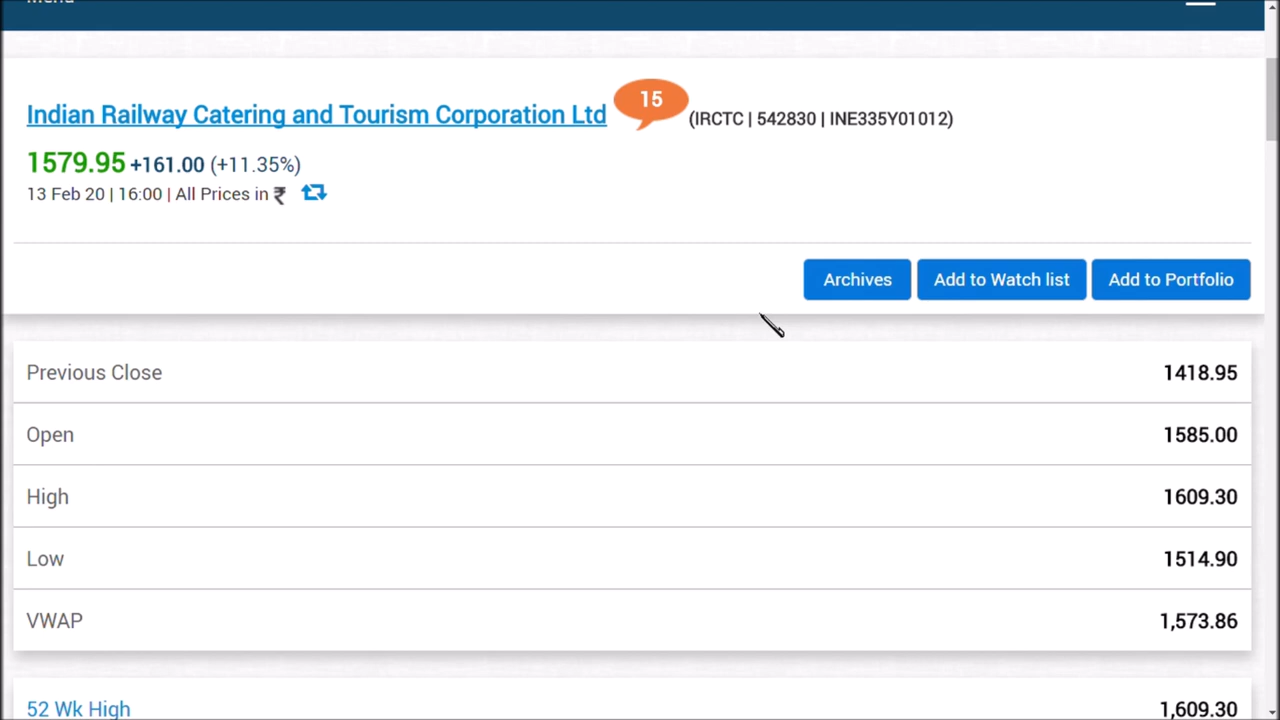 Menu
Indian Railway Catering and Tourism Corporation Ltd 15 (IRCTC | 542830 | INE335Y01012)
1579.95 +161.00 (+11.35%)
13 Feb 20 | 16:00 | All Prices in ₹
Archives Add to Watch list Add to Portfolio
Previous Close 1418.95
Open 1585.00
High 1609.30
Low 1514.90
VWAP 1,573.86
52 Wk High 1,609.30